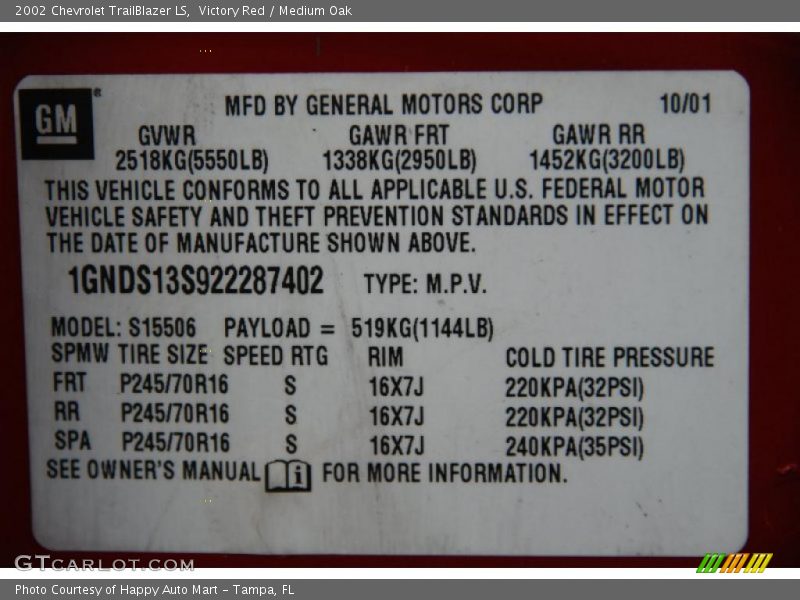 2002 Chevrolet TrailBlazer LS,  Victory Red / Medium Oak
GM®
MFD BY GENERAL MOTORS CORP 10/01
GVWR GAWR FRT GAWR RR
2518KG(5550LB) 1338KG(2950LB) 1452KG(3200LB)
THIS VEHICLE CONFORMS TO ALL APPLICABLE U.S. FEDERAL MOTOR
VEHICLE SAFETY AND THEFT PREVENTION STANDARDS IN EFFECT ON
THE DATE OF MANUFACTURE SHOWN ABOVE.
1GNDS13S922287402 TYPE: M.P.V.
MODEL: S15506 PAYLOAD = 519KG(1144LB)
SPMW TIRE SIZE SPEED RTG RIM COLD TIRE PRESSURE
FRT P245/70R16 S 16X7J 220KPA(32PSI)
RR P245/70R16 S 16X7J 220KPA(32PSI)
SPA P245/70R16 S 16X7J 240KPA(35PSI)
SEE OWNER'S MANUAL i FOR MORE INFORMATION.
GTCARLOT.COM
Photo Courtesy of Happy Auto Mart - Tampa, FL